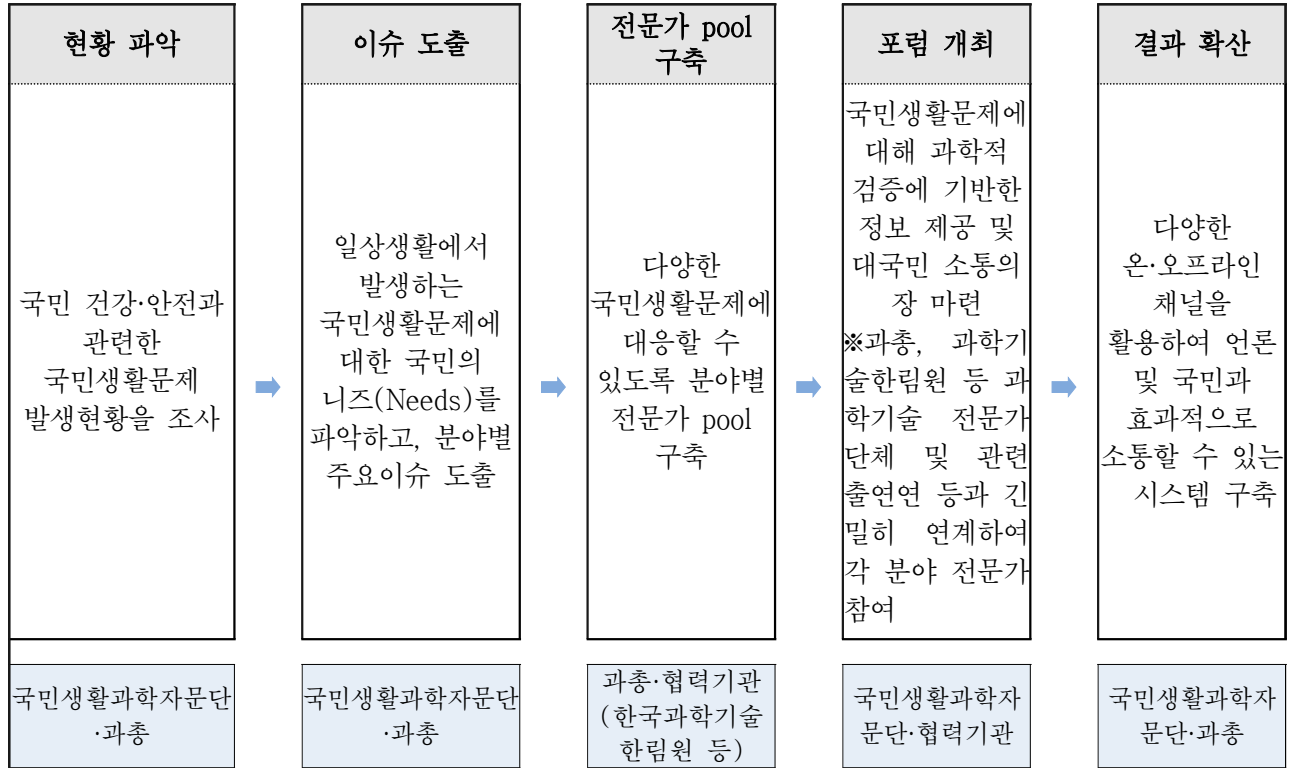 현황 파악
국민 건강·안전과
관련한
국민생활문제
발생현황을 조사
국민생활과학자문단
·과총
이슈 도출
일상생활에서
발생하는
국민생활문제에
대한 국민의
니즈(Needs)를
파악하고, 분야별
주요이슈 도출
국민생활과학자문단
·과총
전문가 pool
구축
다양한
국민생활문제에
대응할 수
있도록 분야별
전문가 pool
구축
과총·협력기관
(한국과학기술
한림원 등)
포럼 개최
국민생활문제에
대해 과학적
검증에 기반한
정보 제공 및
대국민 소통의
장 마련
※과총, 과학기
술한림원 등 과
학기술 전문가
단체 및 관련
출연연 등과 긴
밀히 연계하여
각 분야 전문가
참여
국민생활과학자
문단·협력기관
결과 확산
다양한
온·오프라인
채널을
활용하여 언론
및 국민과
효과적으로
소통할 수 있는
시스템 구축
국민생활과학자
문단·과총